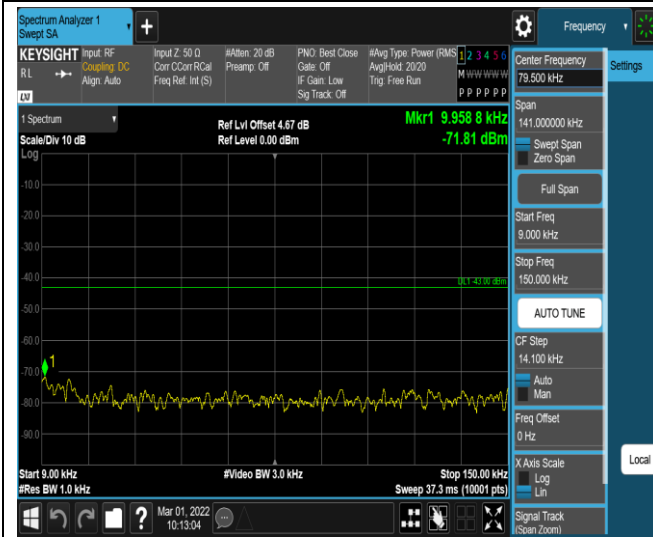 Spectrum Analyzer 1
Swept SA
+
Frequency
KEYSIGHT
RL
LXI
Input: RF
Coupling: DC
Align: Auto
Input Z: 50 Ω
Corr CCorr RCal
Freq Ref: Int (S)
#Atten: 20 dB
Preamp: Off
PNO: Best Close
Gate: Off
IF Gain: Low
Sig Track: Off
#Avg Type: Power (RMS
Avg|Hold: 20/20
Trig: Free Run
1 2 3 4 5 6
M W W W W W
P P P P P P
1 Spectrum
Scale/Div 10 dB
Log
Ref Lvl Offset 4.67 dB
Ref Level 0.00 dBm
Mkr1 9.958 8 kHz
-71.81 dBm
-10.0
-20.0
-30.0
-40.0
DL1 -43.00 dBm
-50.0
-60.0
1
-70.0
-80.0
-90.0
Start 9.00 kHz
#Res BW 1.0 kHz
#Video BW 3.0 kHz
Stop 150.00 kHz
Sweep 37.3 ms (10001 pts)
?
Mar 01, 2022
10:13:04
Center Frequency
79.500 kHz
Span
141.000000 kHz
Swept Span
Zero Span
Full Span
Start Freq
9.000 kHz
Stop Freq
150.000 kHz
AUTO TUNE
CF Step
14.100 kHz
Auto
Man
Freq Offset
0 Hz
X Axis Scale
Log
Lin
Signal Track
(Span Zoom)
Settings
Local